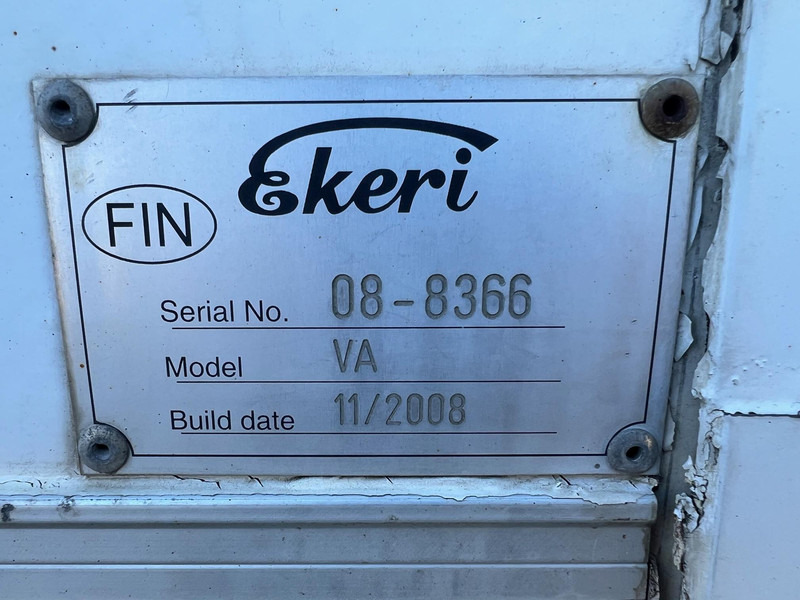 Ekeri
FIN
Serial No. 08-8366
Model VA
Build date 11/2008